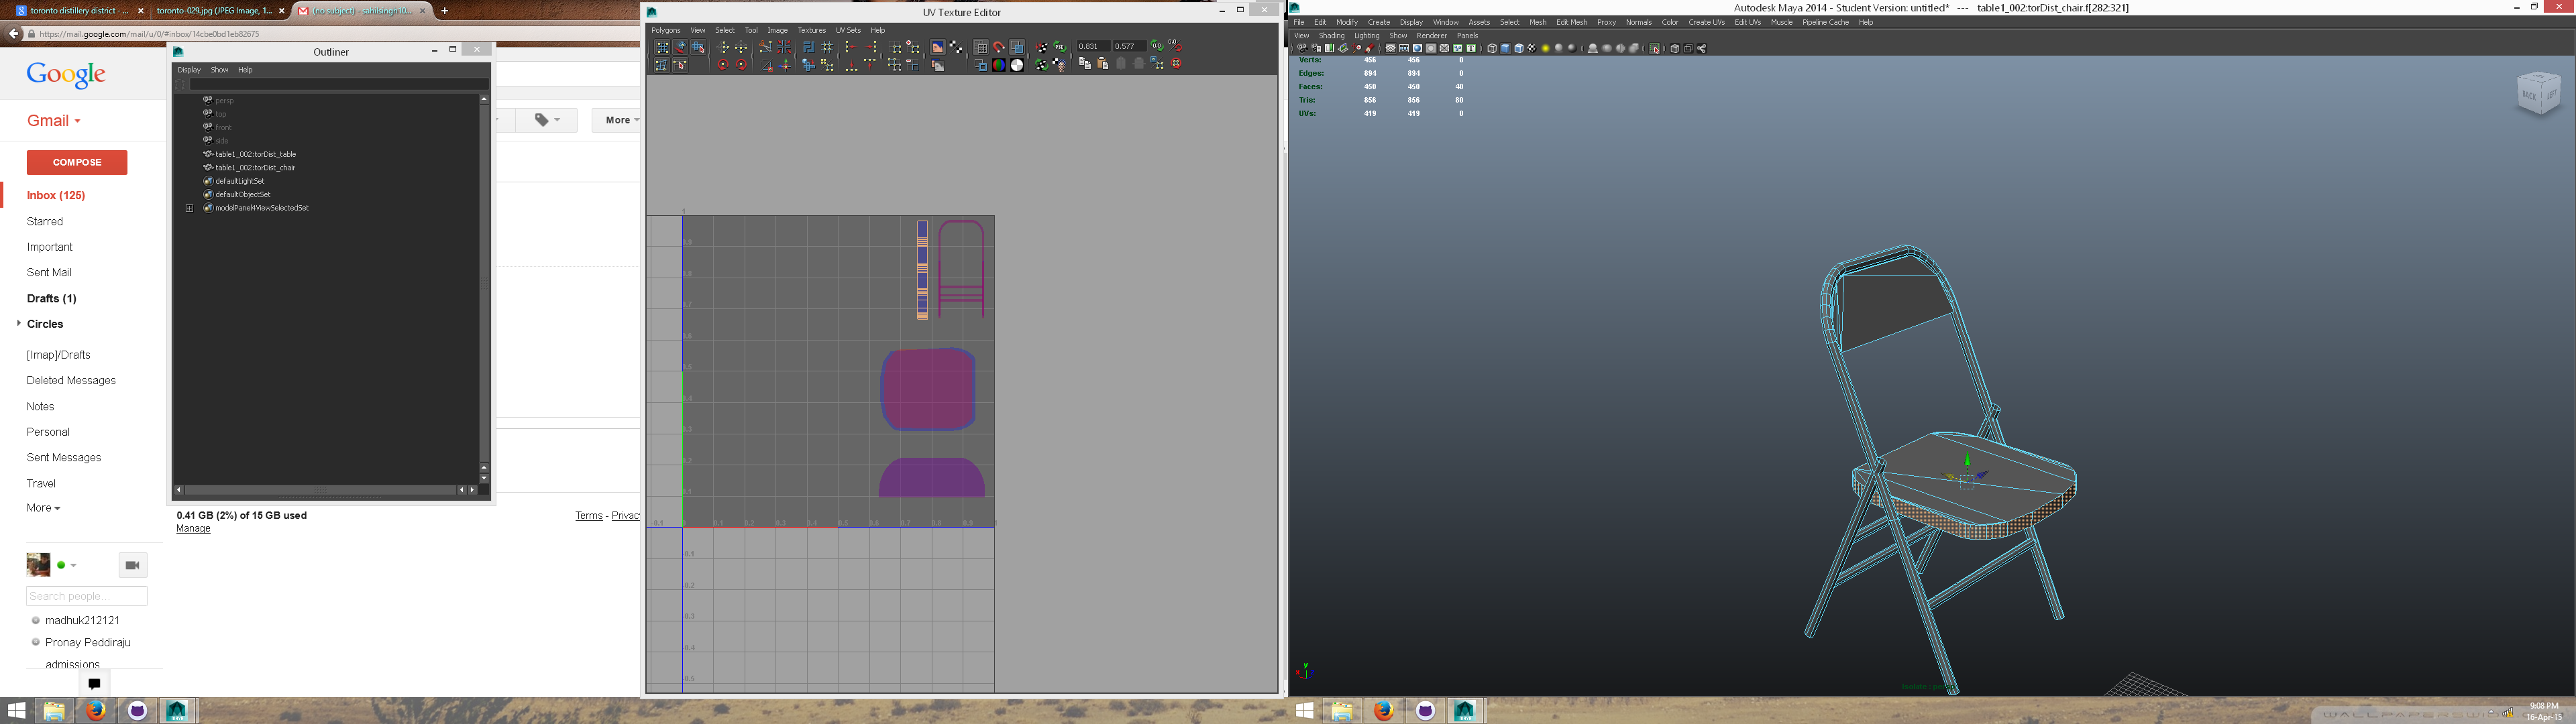 toronto distillery district - ...
toronto-029.jpg (JPEG Image, 1...
(no subject) - sahilsingh10...
https://mail.google.com/mail/u/0/#inbox/14cbe0bd1eb82675
Google
Gmail
More
COMPOSE
Inbox (125)
Starred
Important
Sent Mail
Drafts (1)
Circles
[Imap]/Drafts
Deleted Messages
Notes
Personal
Sent Messages
Travel
More
0.41 GB (2%) of 15 GB used
Manage
Terms - Privacy
Search people...
madhuk212121
Pronay Peddiraju
admissions
Outliner
Display Show Help
persp
top
front
side
table1_002:torDist_table
table1_002:torDist_chair
defaultLightSet
defaultObjectSet
modelPanel4ViewSelectedSet
UV Texture Editor
Polygons View Select Tool Image Textures UV Sets Help
0.831 0.577
Autodesk Maya 2014 - Student Version: untitled* --- table1_002:torDist_chair.f[282:321]
File Edit Modify Create Display Window Assets Select Mesh Edit Mesh Proxy Normals Color Create UVs Edit UVs Muscle Pipeline Cache Help
View Shading Lighting Show Renderer Panels
Verts: 456 456 0
Edges: 894 894 0
Faces: 450 450 40
Tris: 856 856 80
UVs: 419 419 0
BACK LEFT
9:08 PM
16-Apr-15